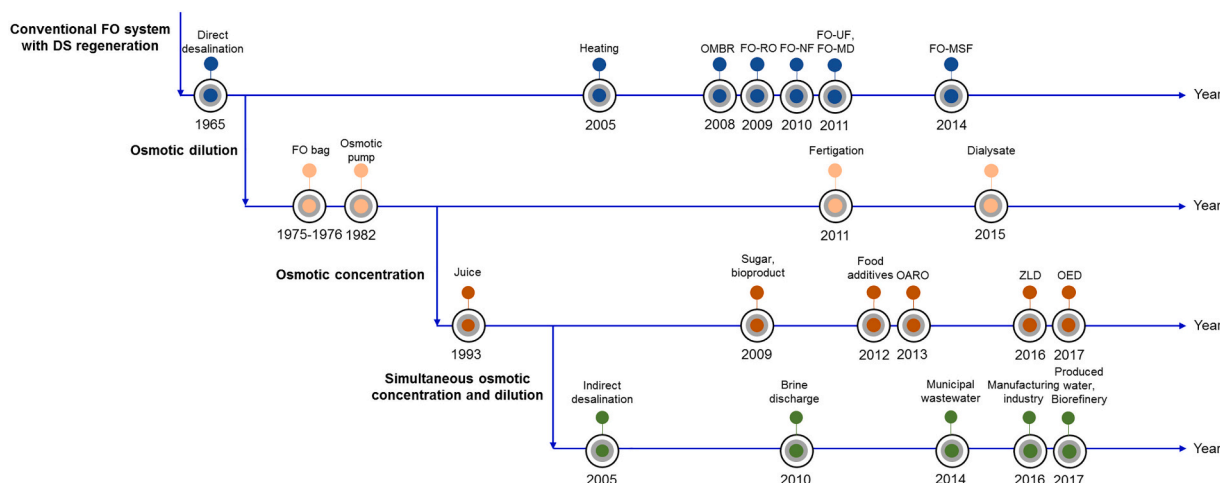 Conventional FO system
with DS regeneration
Direct
desalination
Heating
OMBR
FO-RO
FO-NF
FO-UF,
FO-MD
FO-MSF
Year
1965
2005
2008
2009
2010
2011
2014
Osmotic dilution
FO bag
Osmotic
pump
Fertigation
Dialysate
Year
1975-1976
1982
2011
2015
Osmotic concentration
Juice
Sugar,
bioproduct
Food
additives
OARO
ZLD
OED
Year
1993
2009
2012
2013
2016
2017
Simultaneous osmotic
concentration and dilution
Indirect
desalination
Brine
discharge
Municipal
wastewater
Manufacturing
industry
Produced
water,
Biorefinery
Year
2005
2010
2014
2016
2017